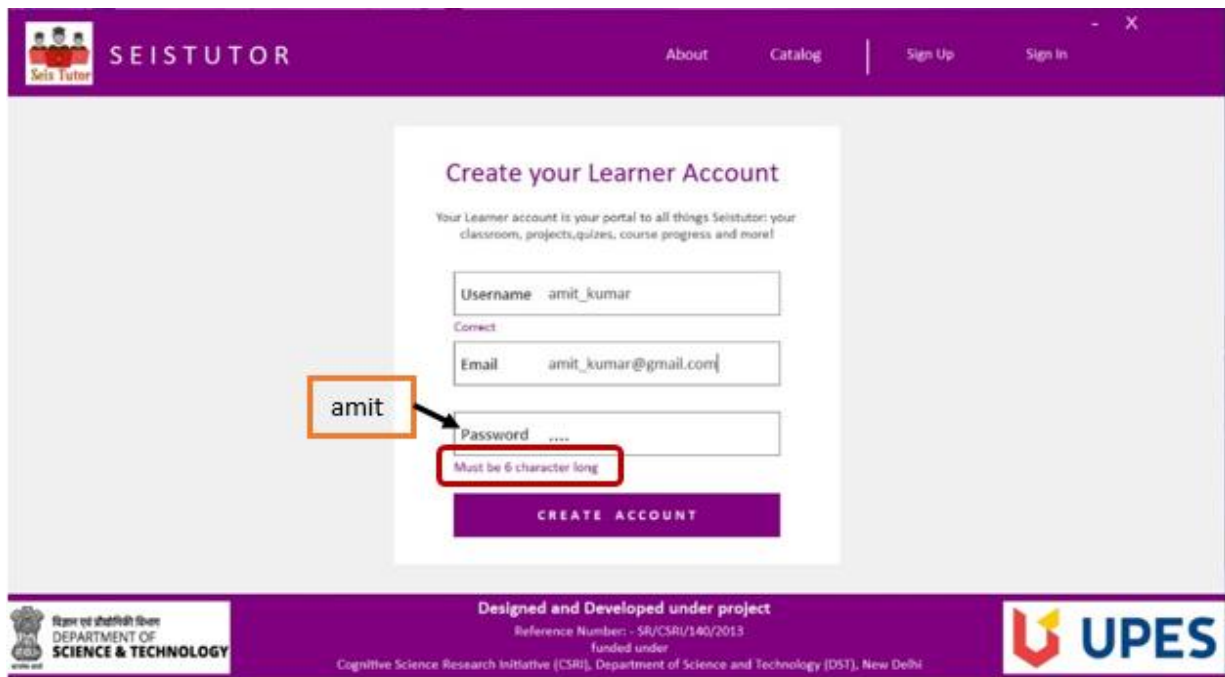 - X
Seis Tutor
SEISTUTOR
About Catalog Sign Up Sign In
Create your Learner Account
Your Learner account is your portal to all things Seistutor: your
classroom, projects,quizes, course progress and more!
Username amit_kumar
Correct
Email amit_kumar@gmail.com
amit
Password ....
Must be 6 character long
CREATE ACCOUNT
विज्ञान एवं प्रौद्योगिकी विभाग
DEPARTMENT OF
SCIENCE & TECHNOLOGY
Designed and Developed under project
Reference Number: - SR/CSRI/140/2013
funded under
Cognitive Science Research Initiative (CSRI), Department of Science and Technology (DST), New Delhi
UPES